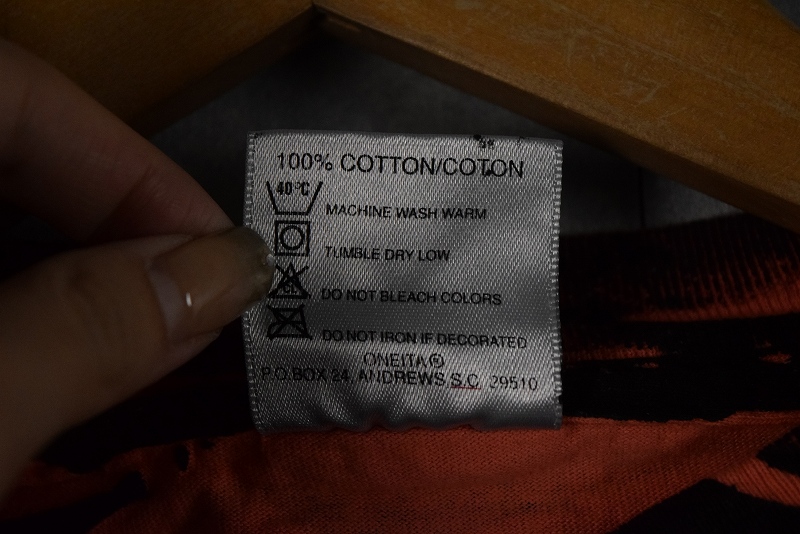 100% COTTON/COTON
40°C
MACHINE WASH WARM
TUMBLE DRY LOW
DO NOT BLEACH COLORS
DO NOT IRON IF DECORATED
ONEITA®
P.O.BOX 24, ANDREWS S.C. 29510